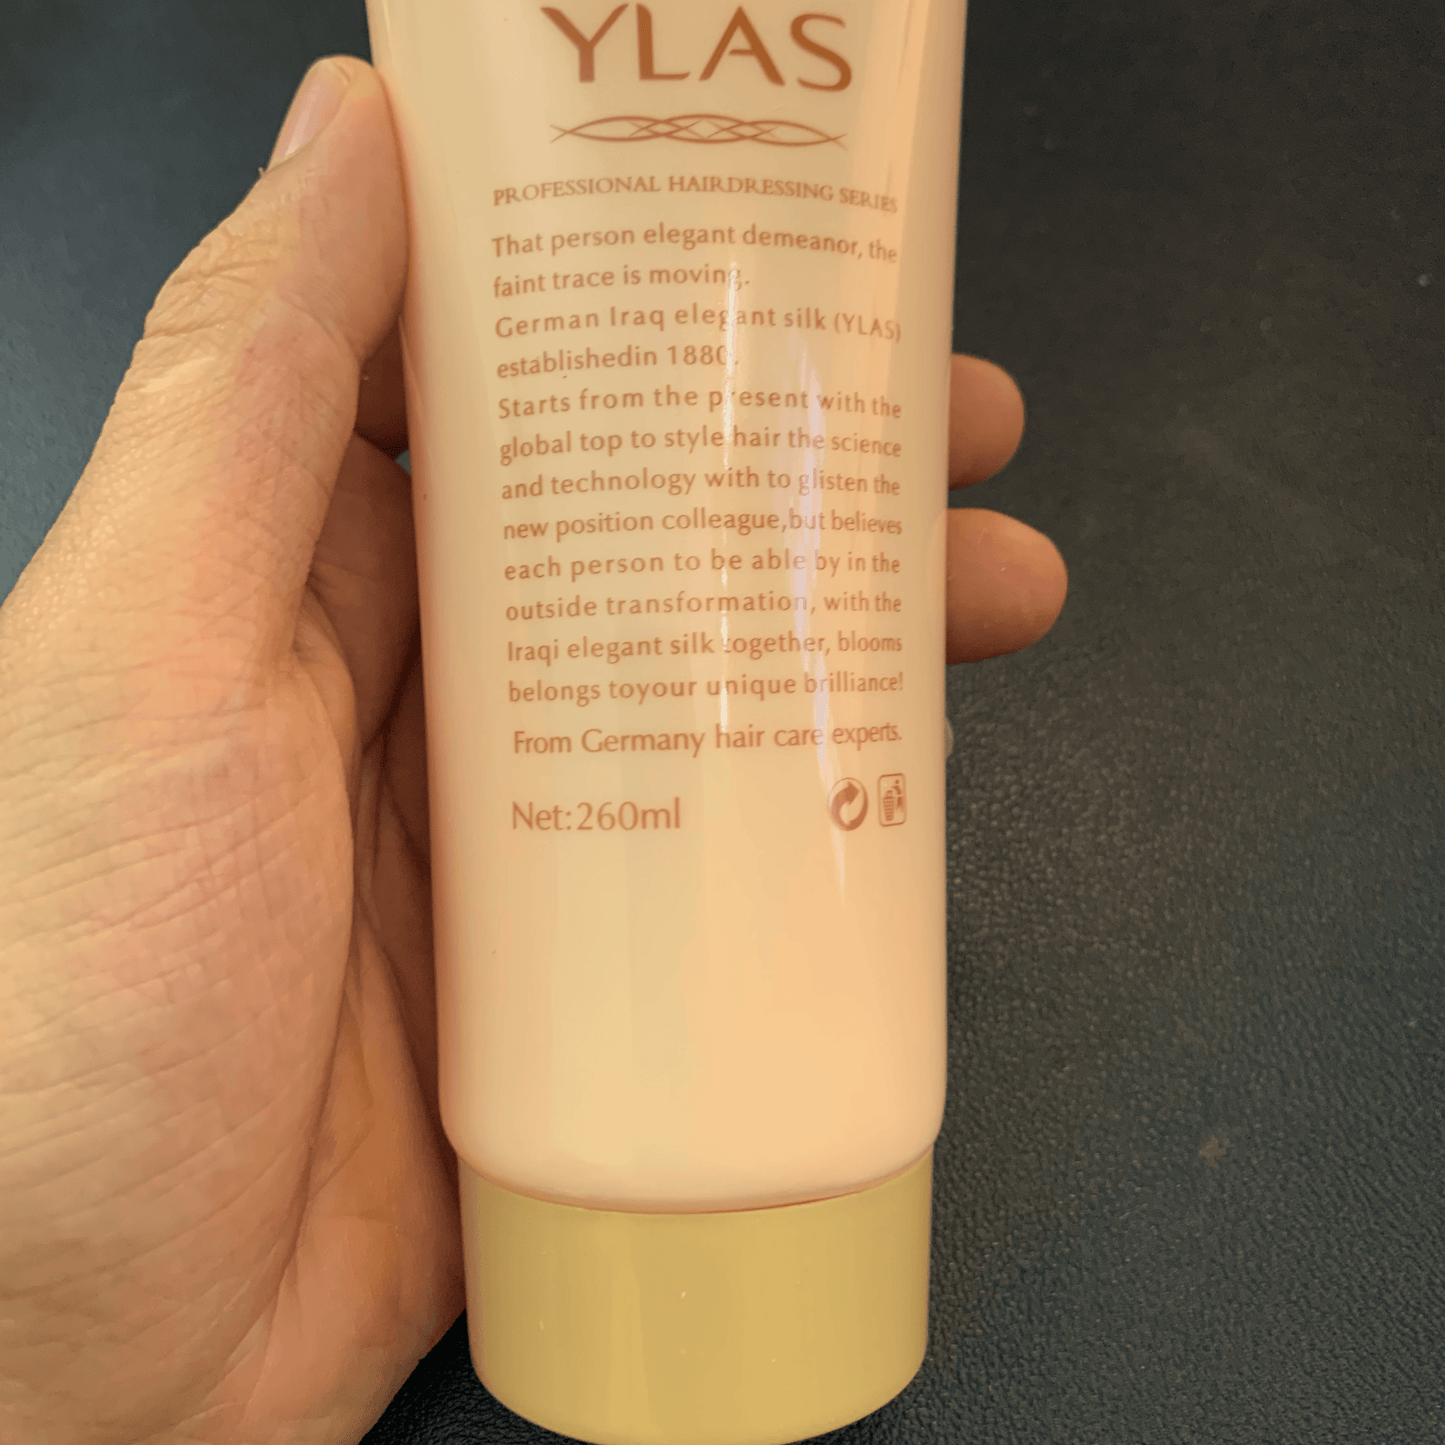 YLAS
PROFESSIONAL HAIRDRESSING SERIES
That person elegant demeanor, the
faint trace is moving.
German Iraq elegant silk (YLAS)
establishedin 1880.
Starts from the present with the
global top to style hair the science
and technology with to glisten the
new position colleague,but believes
each person to be able by in the
outside transformation, with the
Iraqi elegant silk together, blooms
belongs toyour unique brilliance!
From Germany hair care experts.
Net:260ml